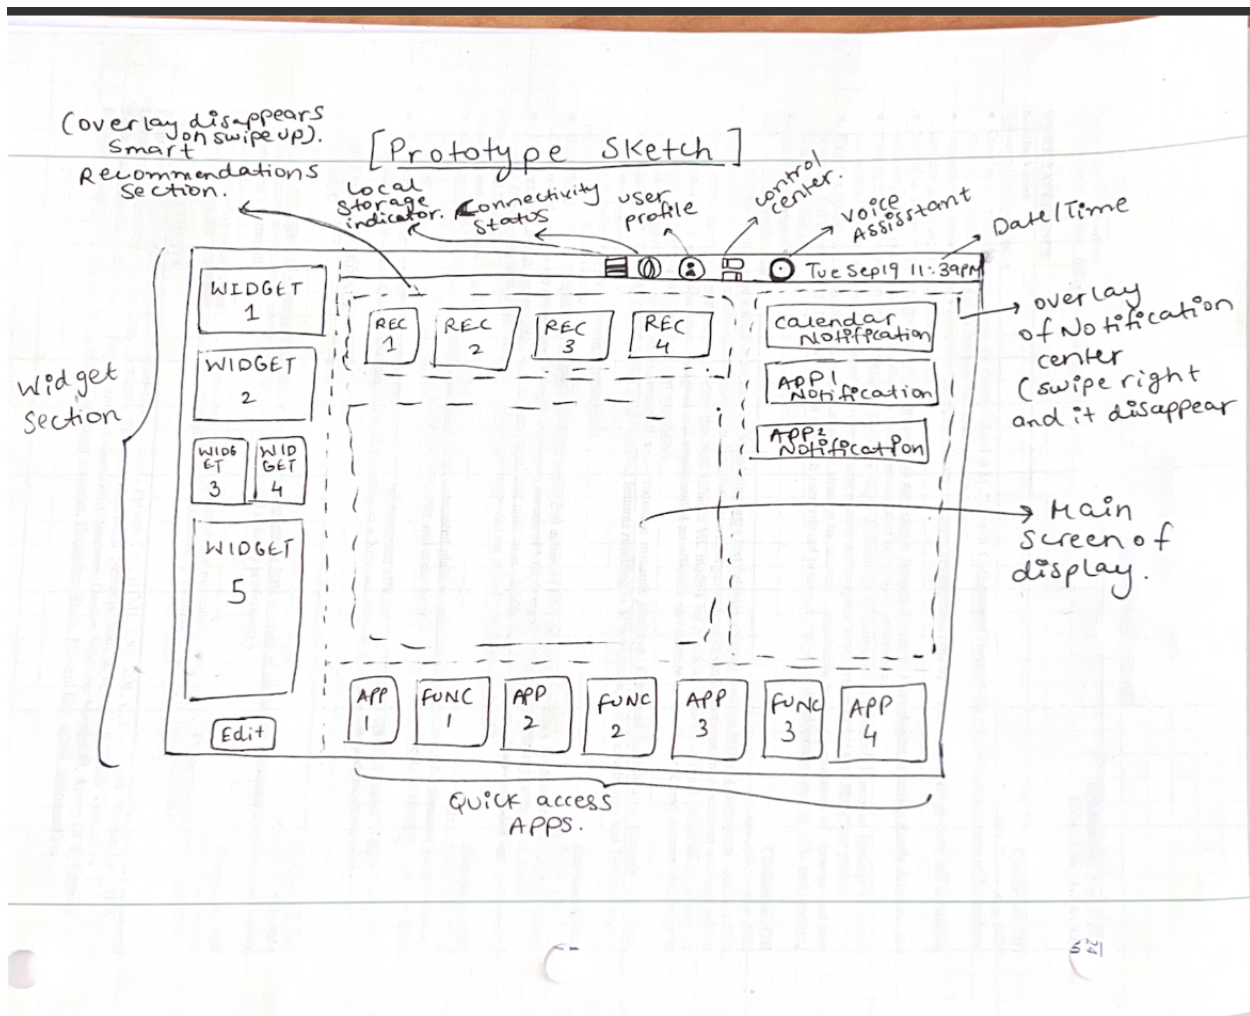 (overlay disappears
on swipe up).
Smart
Recommendations
Section.
[Prototype Sketch]
Local
Storage
indicator.
Connectivity
Status
user
profile
control
center.
Voice
Assistant
Date/Time
Tue Sep19 11:39PM
Widget
Section
WIDGET
1
WIDGET
2
WIDG
ET
3
WID
GET
4
WIDGET
5
Edit
REC
1
REC
2
REC
3
REC
4
Calendar
Notification
APP1
Notification
APP2
Notification
overlay
of Notification
center
(swipe right
and it disappear
Main
Screen of
display.
APP
1
FUNC
1
APP
2
FUNC
2
APP
3
FUNC
3
APP
4
Quick access
APPS.